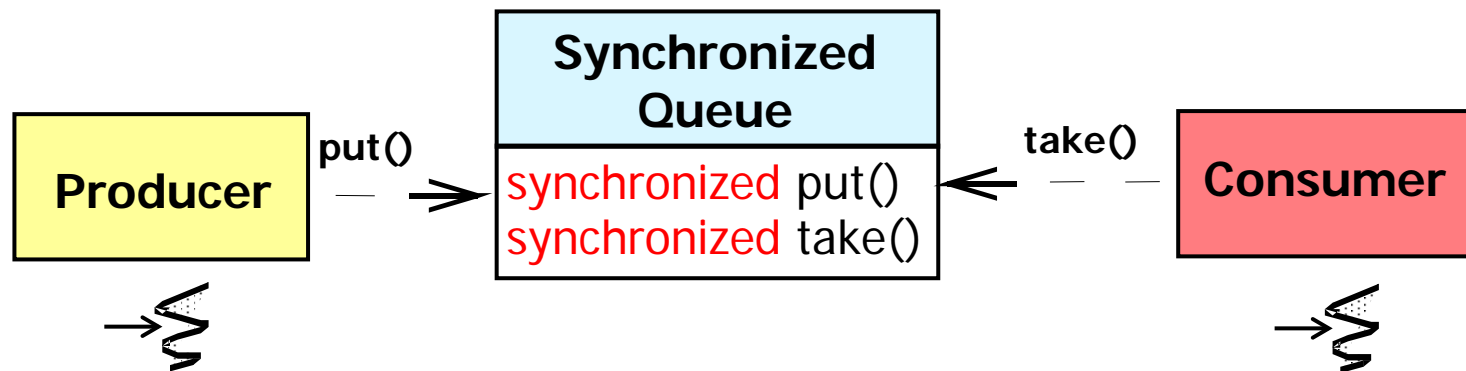 Synchronized
Queue
Producer
put()
synchronized put()
synchronized take()
take()
Consumer